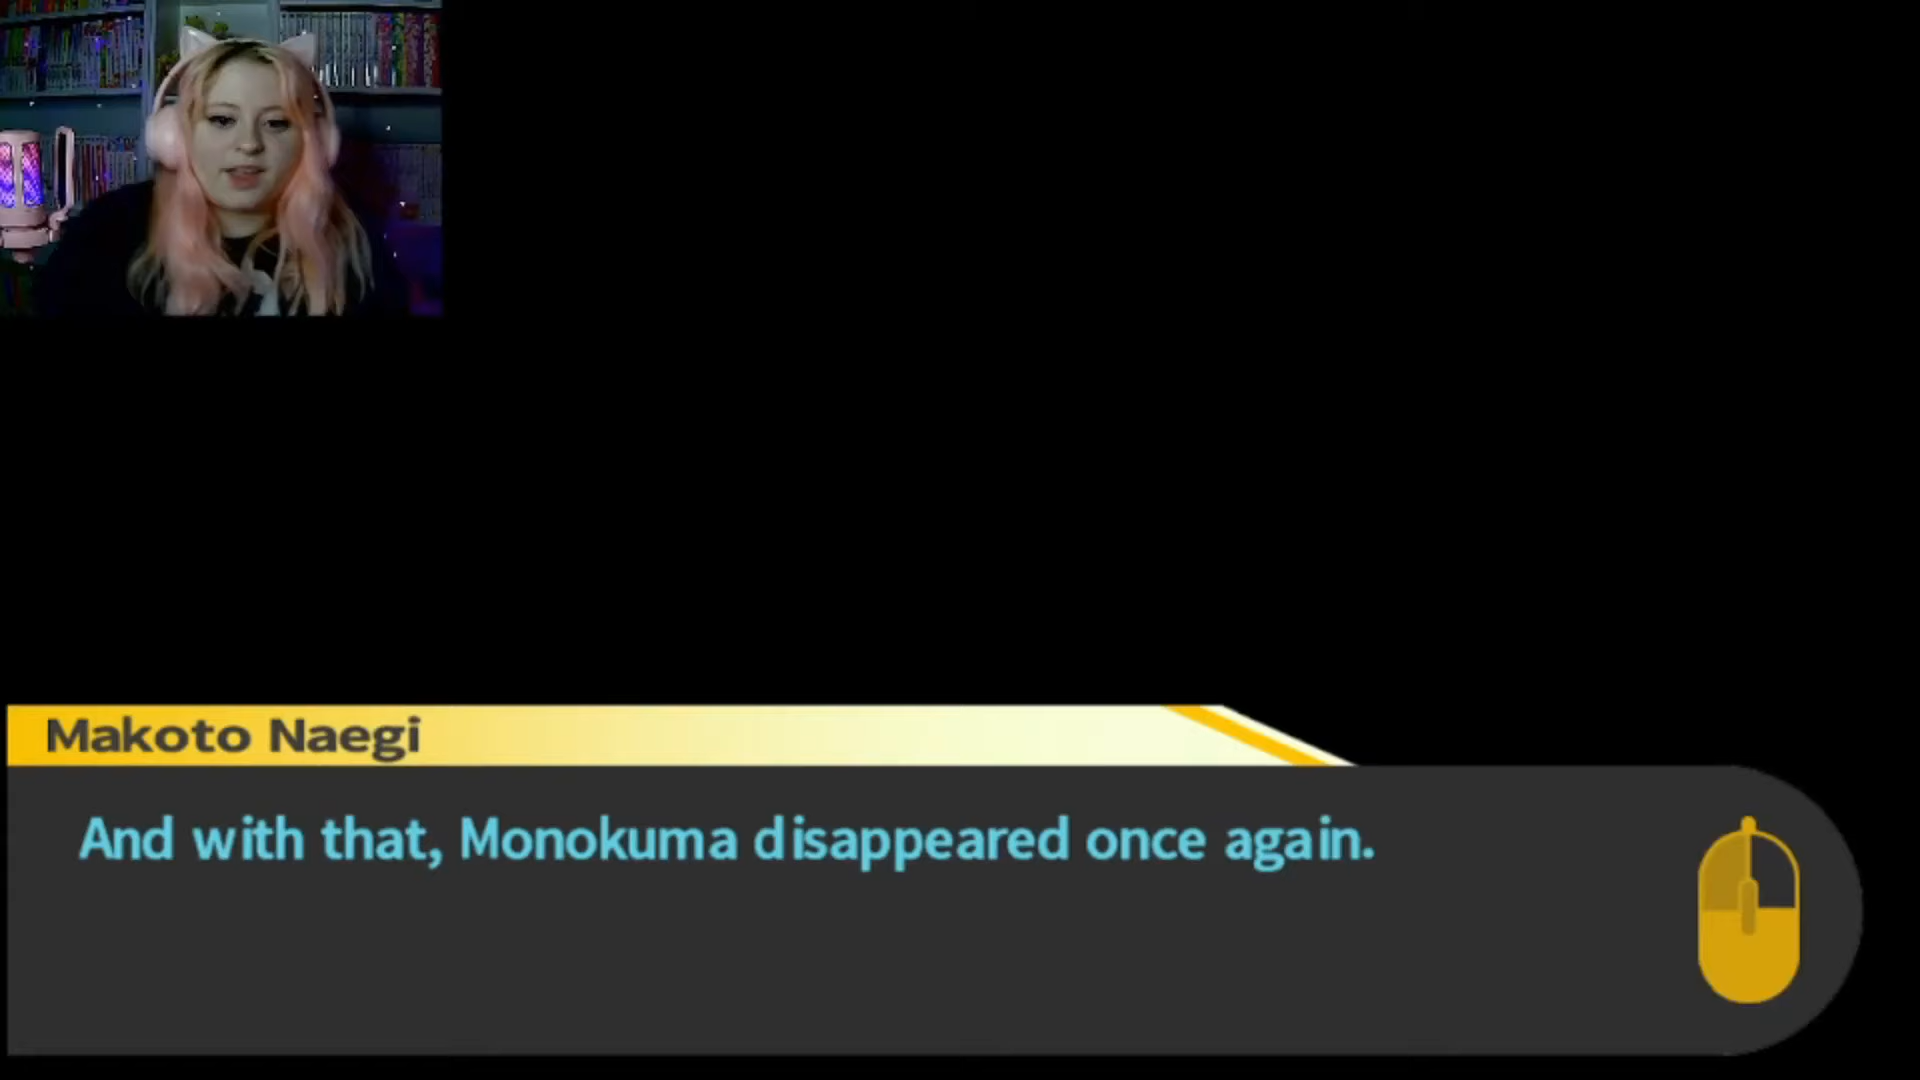 Makoto Naegi
And with that, Monokuma disappeared once again.